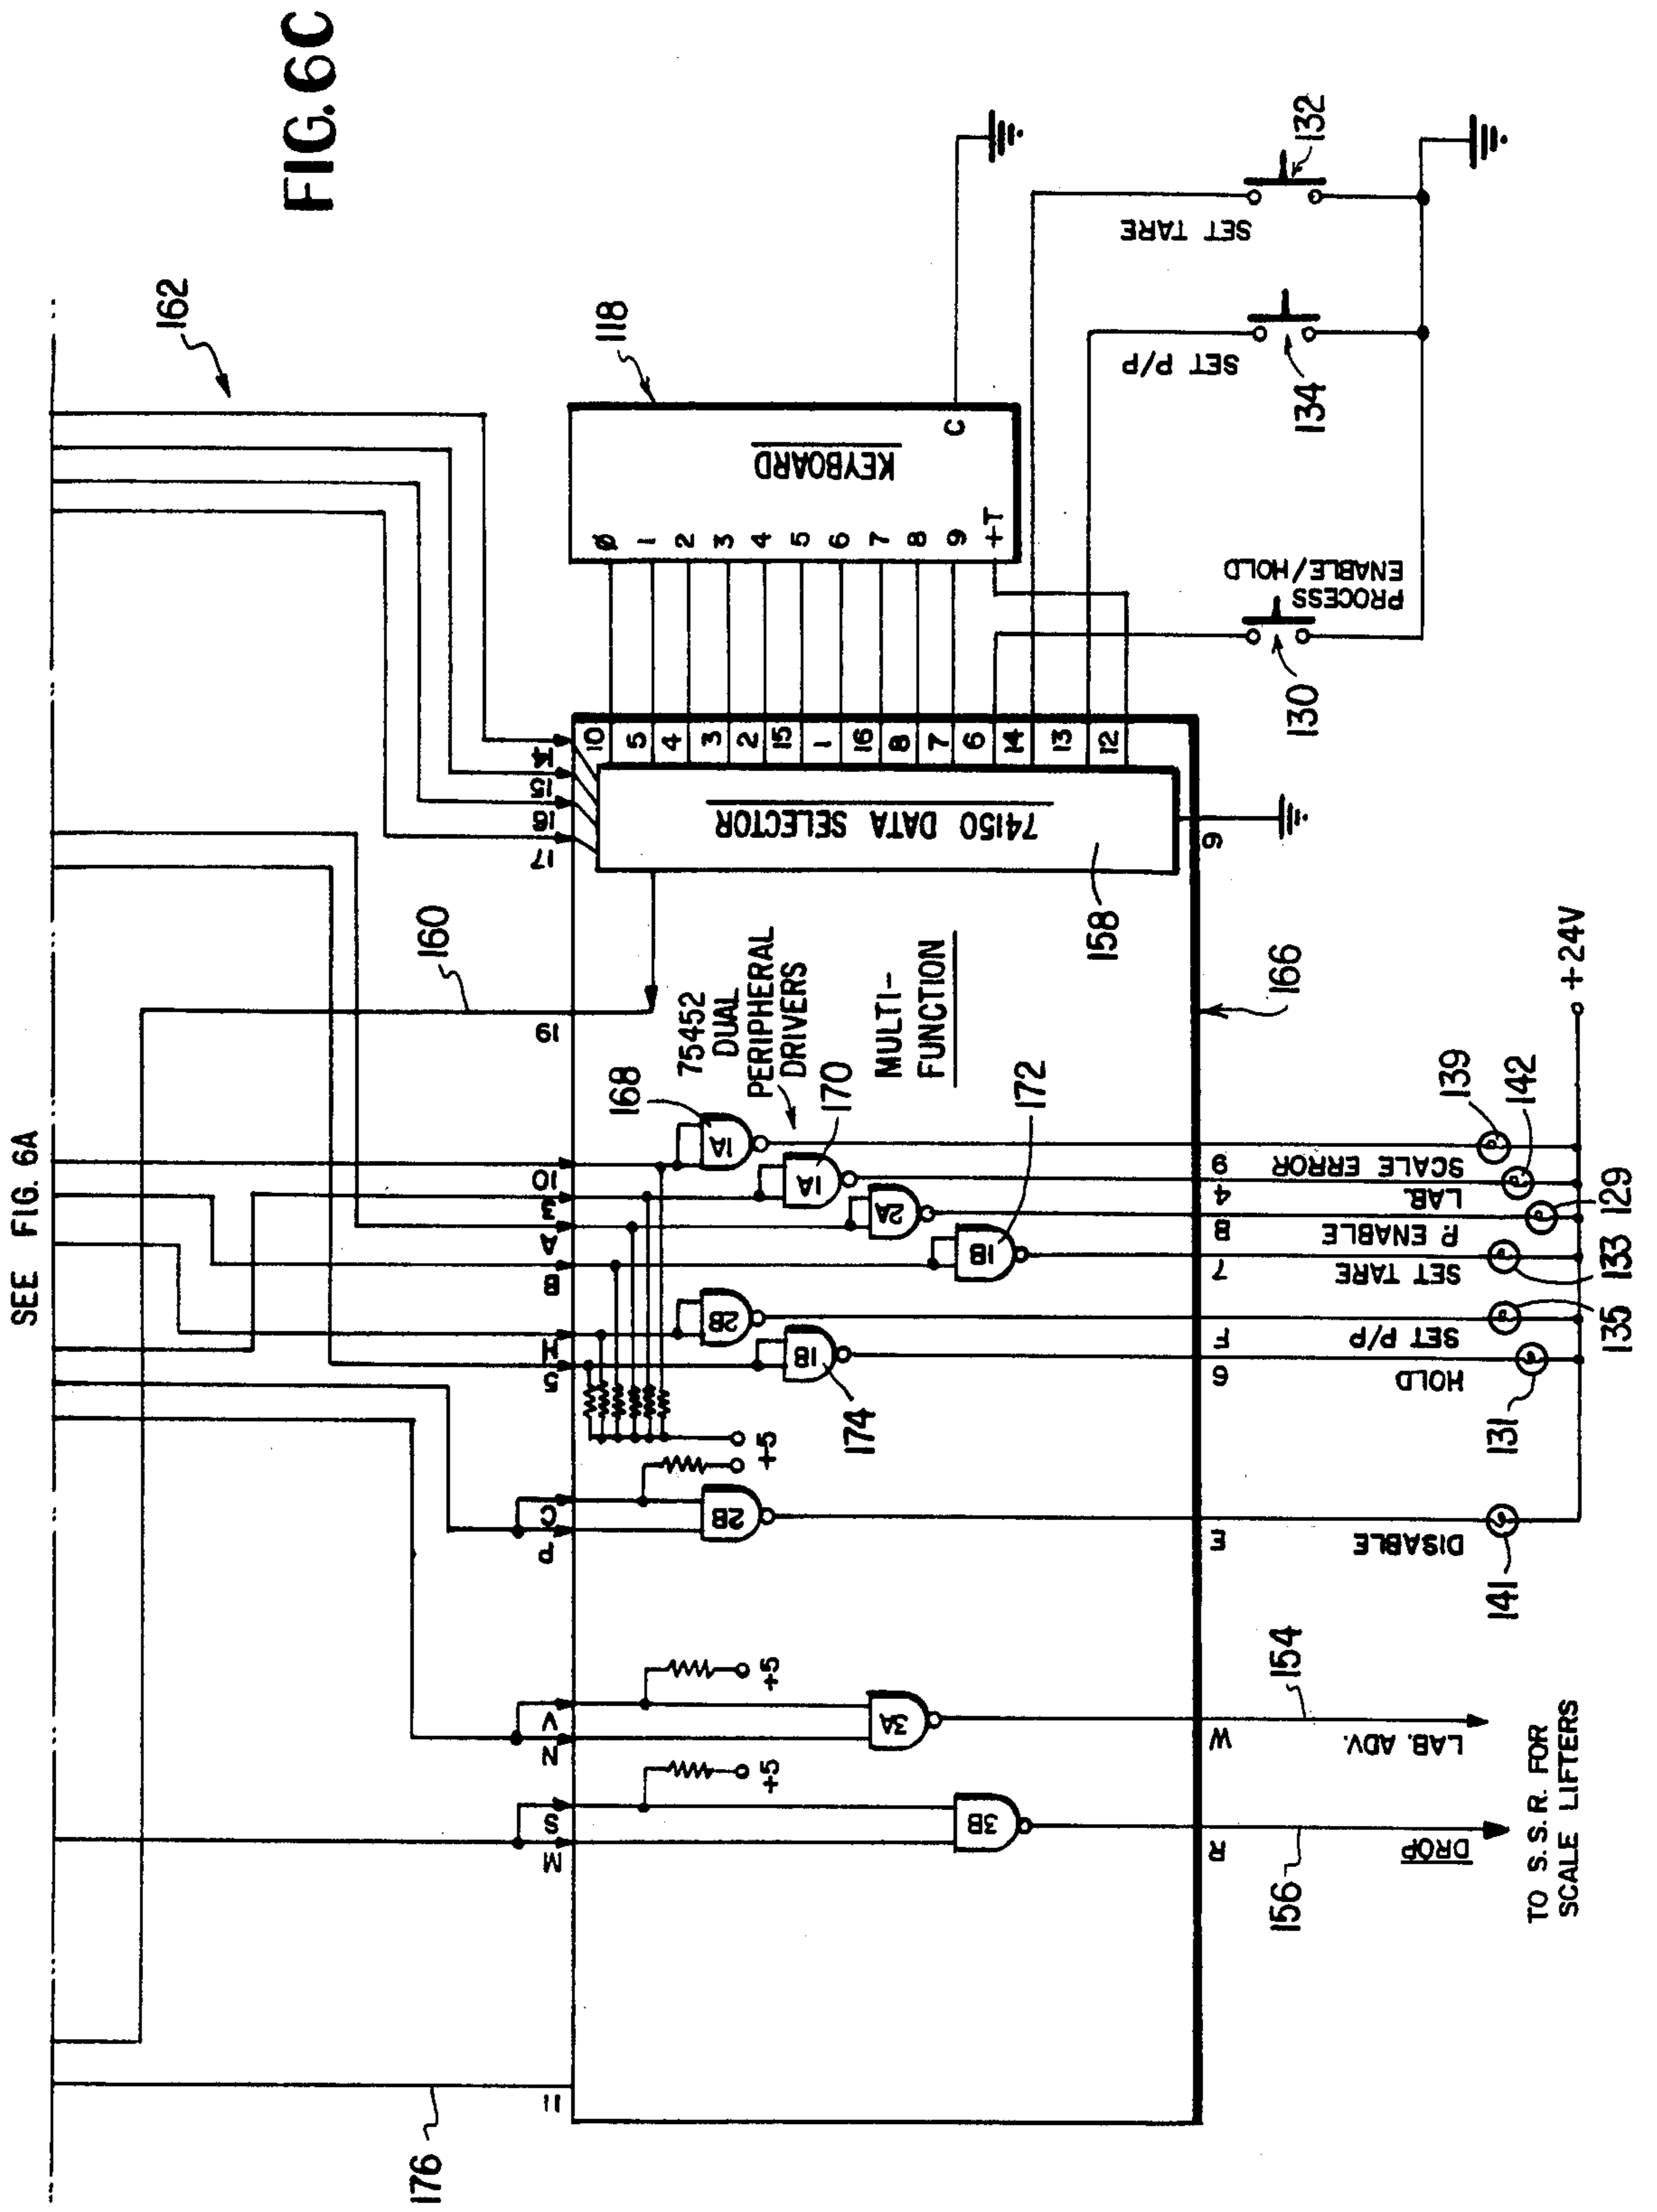 FIG. 6C
SEE FIG. 6A
162
118
KEYBOARD
C
Ø
1
2
3
4
5
6
7
8
9
+T
132
SET TARE
134
SET P/P
130
PROCESS
ENABLE/HOLD
10
5
4
3
2
15
1
16
8
7
6
14
13
12
14
15
16
17
74150 DATA SELECTOR
158
9
160
19
75452
DUAL
PERIPHERAL
DRIVERS
MULTI-
FUNCTION
166
168
1A
170
1A
2A
172
1B
2B
174
1B
2B
3A
3B
10
3
A
B
H
5
C
P
V
N
S
M
11
176
+5
+5
+5
+5
9
4
8
7
F
6
E
W
R
SCALE ERROR
LAB.
P. ENABLE
SET TARE
SET P/P
HOLD
DISABLE
LAB. ADV.
DROP
139
142
129
133
135
131
141
154
156
+24V
TO S.S.R. FOR
SCALE LIFTERS